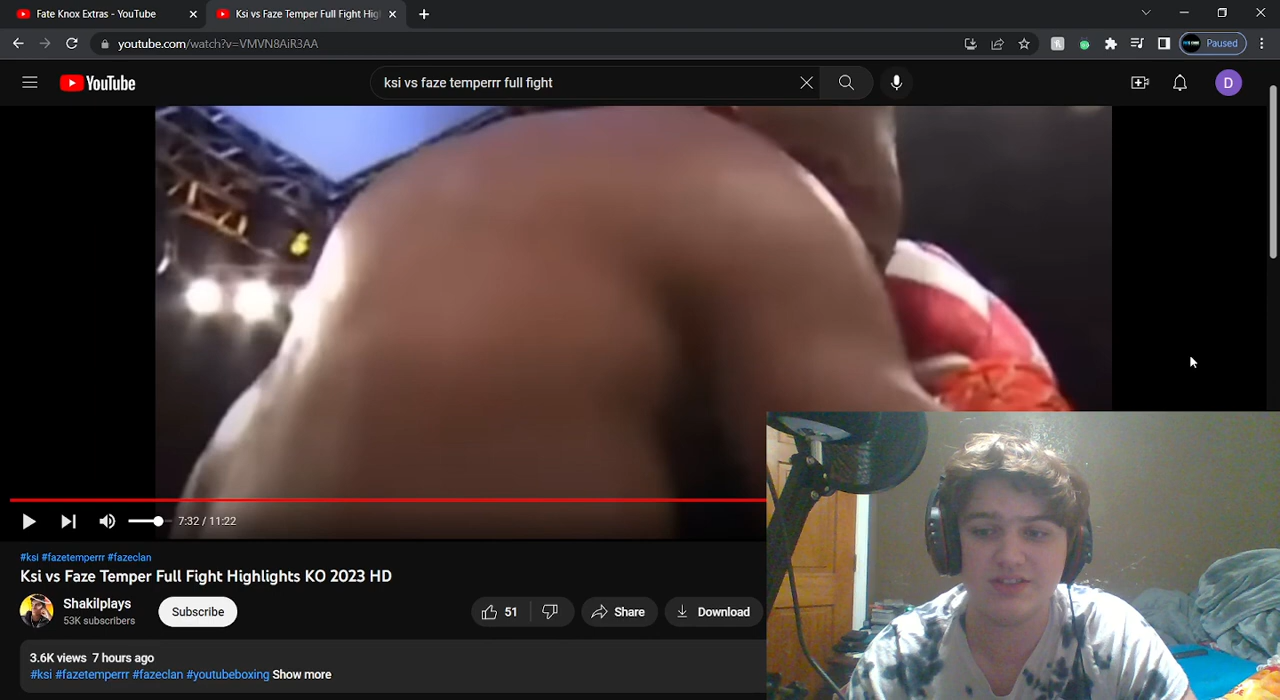 Fate Knox Extras - YouTube
Ksi vs Faze Temper Full Fight Hig
youtube.com/watch?v=VMVN8AiR3AA
Paused
YouTube
ksi vs faze temperrr full fight
D
7:32 / 11:22
#ksi #fazetemperrr #fazeclan
Ksi vs Faze Temper Full Fight Highlights KO 2023 HD
Shakilplays
53K subscribers
Subscribe
51
Share
Download
3.6K views 7 hours ago
#ksi #fazetemperrr #fazeclan #youtubeboxing Show more